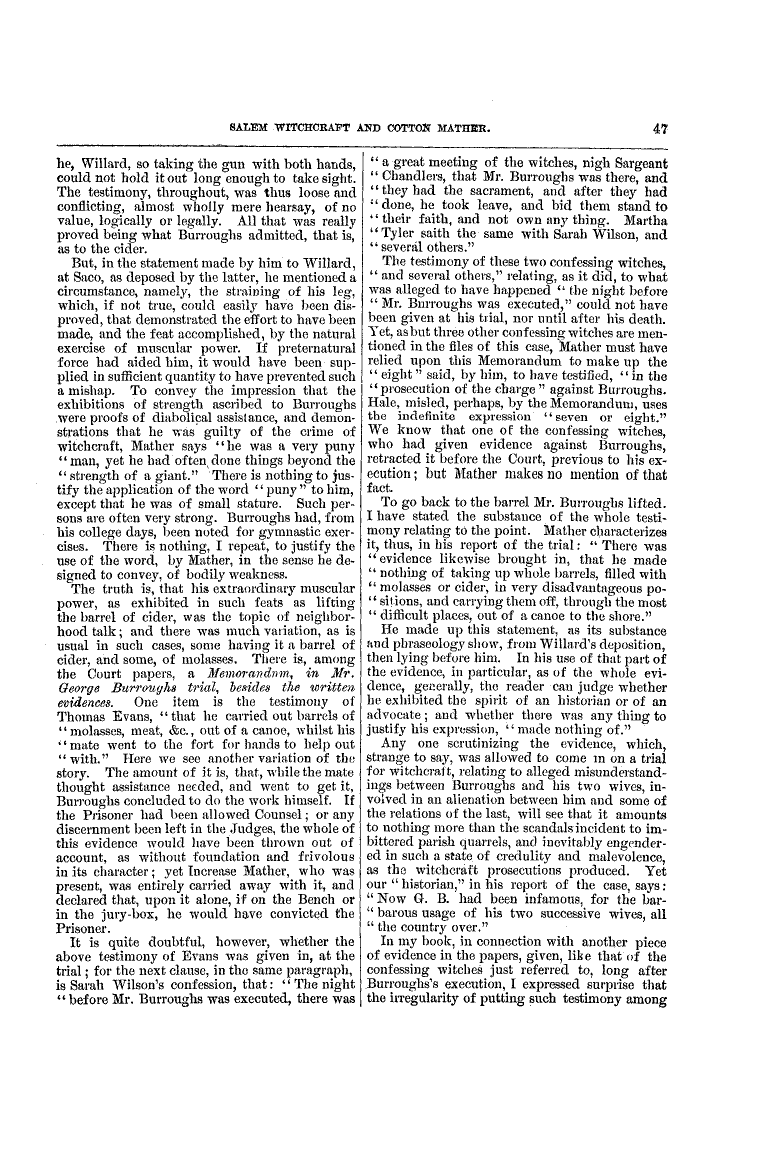 SALEM WITCHCRAFT AND COTTON MATHER. 47
he, Willard, so taking the gun with both hands,
could not hold it out long enough to take sight.
The testimony, throughout, was thus loose and
conflicting, almost wholly mere hearsay, of no
value, logically or legally. All that was really
proved being what Burroughs admitted, that is,
as to the cider.
But, in the statement made by him to Willard,
at Saco, as deposed by the latter, he mentioned a
circumstance, namely, the straining of his leg,
which, if not true, could easily have been dis-
proved, that demonstrated the effort to have been
made, and the feat accomplished, by the natural
exercise of muscular power. If preternatural
force had aided him, it would have been sup-
plied in sufficient quantity to have prevented such
a mishap. To convey the impression that the
exhibitions of strength ascribed to Burroughs
were proofs of diabolical assistance, and demon-
strations that he was guilty of the crime of
witchcraft, Mather says "he was a very puny
"man, yet he had often done things beyond the
"strength of a giant." There is nothing to jus-
tify the application of the word "puny" to him,
except that he was of small stature. Such per-
sons are often very strong. Burroughs had, from
his college days, been noted for gymnastic exer-
cises. There is nothing, I repeat, to justify the
use of the word, by Mather, in the sense he de-
signed to convey, of bodily weakness.
The truth is, that his extraordinary muscular
power, as exhibited in such feats as lifting
the barrel of cider, was the topic of neighbor-
hood talk; and there was much variation, as is
usual in such cases, some having it a barrel of
cider, and some, of molasses. There is, among
the Court papers, a Memorandnm, in Mr.
George Burroughs trial, besides the written
evidences. One item is the testimony of
Thomas Evans, "that he carried out barrels of
"molasses, meat, &c., out of a canoe, whilst his
"mate went to the fort for hands to help out
"with." Here we see another variation of the
story. The amount of it is, that, while the mate
thought assistance needed, and went to get it,
Burroughs concluded to do the work himself. If
the Prisoner had been allowed Counsel; or any
discernment been left in the Judges, the whole of
this evidence would have been thrown out of
account, as without foundation and frivolous
in its character; yet Increase Mather, who was
present, was entirely carried away with it, and
declared that, upon it alone, if on the Bench or
in the jury-box, he would have convicted the
Prisoner.
It is quite doubtful, however, whether the
above testimony of Evans was given in, at the
trial; for the next clause, in the same paragraph,
is Sarah Wilson's confession, that: "The night
"before Mr. Burroughs was executed, there was
"a great meeting of the witches, nigh Sargeant
"Chandlers, that Mr. Burroughs was there, and
"they had the sacrament, and after they had
"done, he took leave, and bid them stand to
"their faith, and not own any thing. Martha
"Tyler saith the same with Sarah Wilson, and
"several others."
The testimony of these two confessing witches,
"and several others," relating, as it did, to what
was alleged to have happened "the night before
"Mr. Burroughs was executed," could not have
been given at his trial, nor until after his death.
Yet, as but three other confessing witches are men-
tioned in the files of this case, Mather must have
relied upon this Memorandum to make up the
"eight" said, by him, to have testified, "in the
"prosecution of the charge" against Burroughs.
Hale, misled, perhaps, by the Memorandum, uses
the indefinite expression "seven or eight."
We know that one of the confessing witches,
who had given evidence against Burroughs,
retracted it before the Court, previous to his ex-
ecution; but Mather makes no mention of that
fact.
To go back to the barrel Mr. Burroughs lifted.
I have stated the substance of the whole testi-
mony relating to the point. Mather characterizes
it, thus, in his report of the trial: "There was
"evidence likewise brought in, that he made
"nothing of taking up whole barrels, filled with
"molasses or cider, in very disadvantageous po-
"sitions, and carrying them off, through the most
"difficult places, out of a canoe to the shore."
He made up this statement, as its substance
and phraseology show, from Willard's deposition,
then lying before him. In his use of that part of
the evidence, in particular, as of the whole evi-
dence, generally, the reader can judge whether
he exhibited the spirit of an historian or of an
advocate; and whether there was any thing to
justify his expression, "made nothing of."
Any one scrutinizing the evidence, which,
strange to say, was allowed to come in on a trial
for witchcraft, relating to alleged misunderstand-
ings between Burroughs and his two wives, in-
volved in an alienation between him and some of
the relations of the last, will see that it amounts
to nothing more than the scandals incident to im-
bittered parish quarrels, and inevitably engender-
ed in such a state of credulity and malevolence,
as the witchcraft prosecutions produced. Yet
our "historian," in his report of the case, says:
"Now G. B. had been infamous, for the bar-
"barous usage of his two successive wives, all
"the country over."
In my book, in connection with another piece
of evidence in the papers, given, like that of the
confessing witches just referred to, long after
Burroughs's execution, I expressed surprise that
the irregularity of putting such testimony among